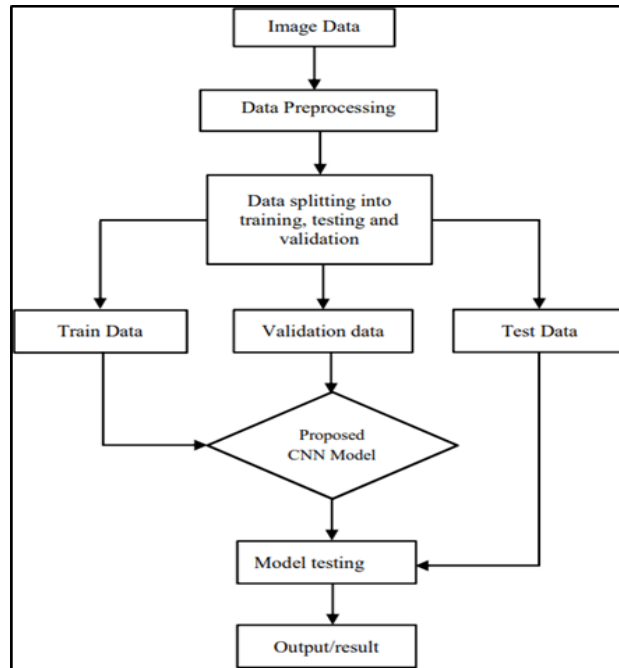 Image Data
Data Preprocessing
Data splitting into
training, testing and
validation
Train Data
Validation data
Test Data
Proposed
CNN Model
Model testing
Output/result